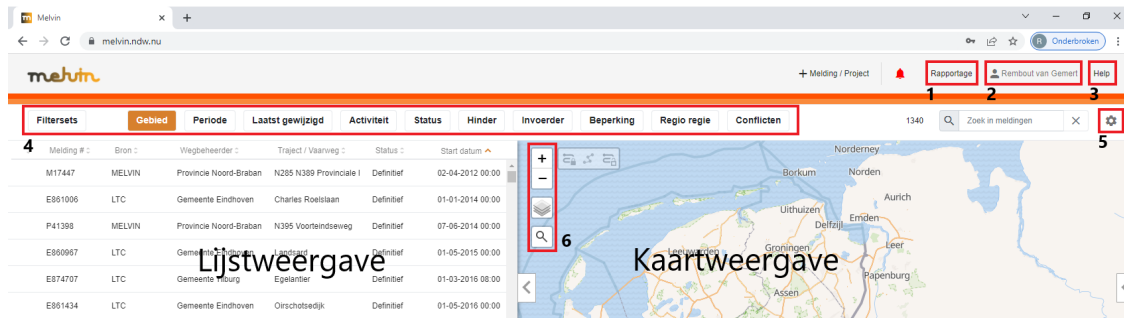 Melvin
melvin.ndw.nu
R Onderbroken
melvin
+ Melding / Project
Rapportage
Rembout van Gemert
Help
1
2
3
Filtersets
Gebied
Periode
Laatst gewijzigd
Activiteit
Status
Hinder
Invoerder
Beperking
Regio regie
Conflicten
1340
Zoek in meldingen
4
5
Melding # Bron Wegbeheerder Traject / Vaarweg Status Start datum
M17447 MELVIN Provincie Noord-Braban N285 N389 Provinciale l Definitief 02-04-2012 00:00
E861006 LTC Gemeente Eindhoven Charles Roelslaan Definitief 01-01-2014 00:00
P41398 MELVIN Provincie Noord-Braban N395 Voorteindseweg Definitief 07-06-2014 00:00
E860967 LTC Gemeente Eindhoven Landsard Definitief 01-05-2015 00:00
E874707 LTC Gemeente Tilburg Egelantier Definitief 01-03-2016 08:00
E861434 LTC Gemeente Eindhoven Oirschotsedijk Definitief 01-05-2016 00:00
Lijstweergave
+
−
6
Norderney
Borkum
Norden
Aurich
Uithuizen
Emden
Delfzijl
Leer
Groningen
Leeuwarden
Kaartweergave
Papenburg
Assen